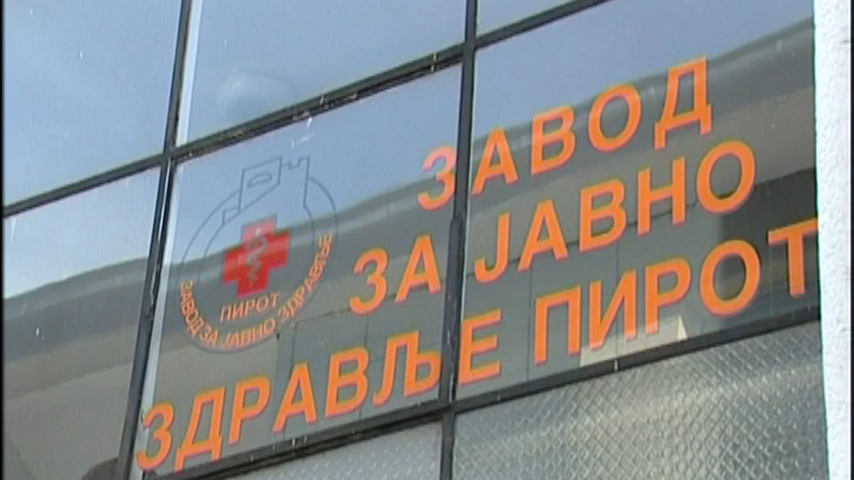 ЗАВОД
ЗА ЈАВНО
ЗДРАВЉЕ ПИРОТ
ПИРОТ
ЗАВОД ЗА ЈАВНО ЗДРАВЉЕ